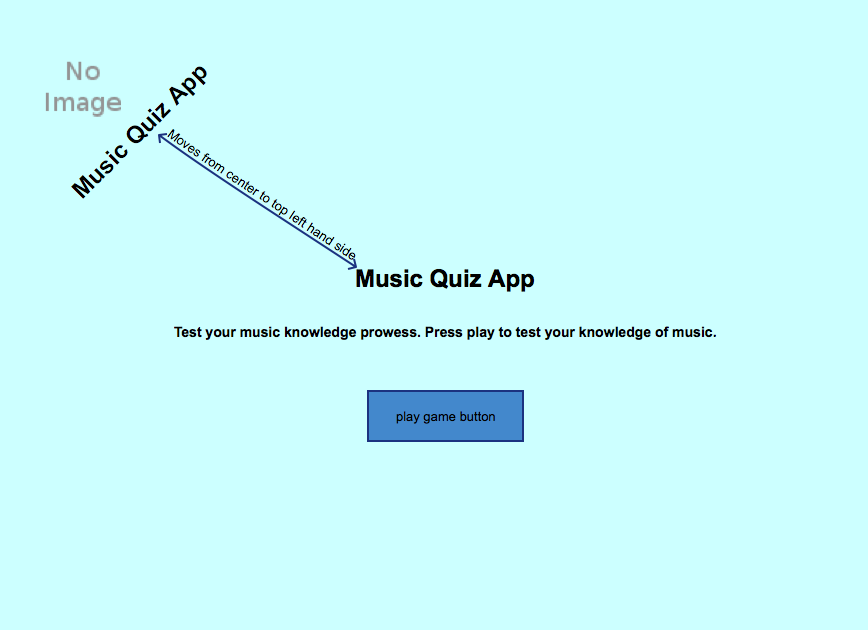 No
Image
Music Quiz App
Moves from center to top left hand side
Music Quiz App
Test your music knowledge prowess. Press play to test your knowledge of music.
play game button